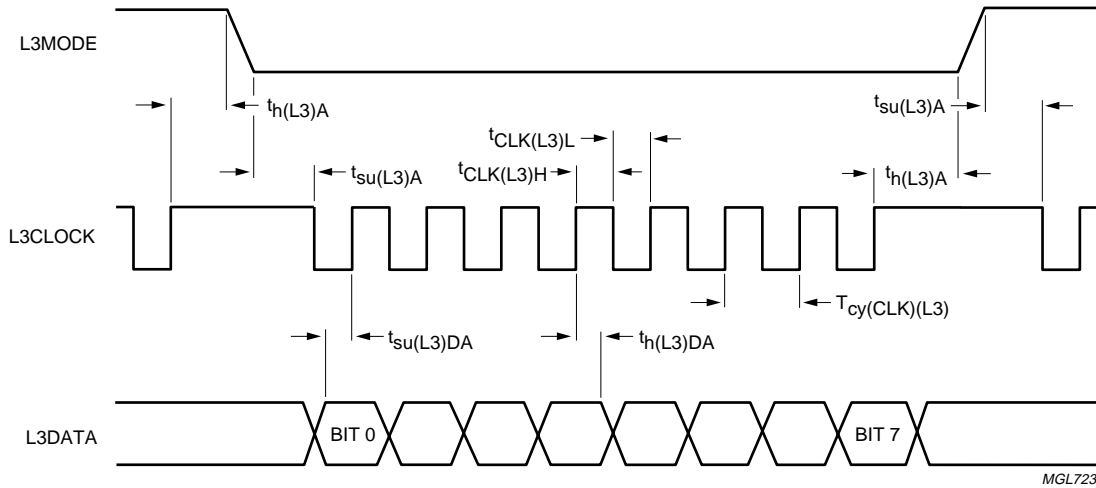 L3MODE
th(L3)A
tsu(L3)A
tCLK(L3)L
tsu(L3)A
tCLK(L3)H
th(L3)A
L3CLOCK
Tcy(CLK)(L3)
tsu(L3)DA
th(L3)DA
L3DATA
BIT 0
BIT 7
MGL723